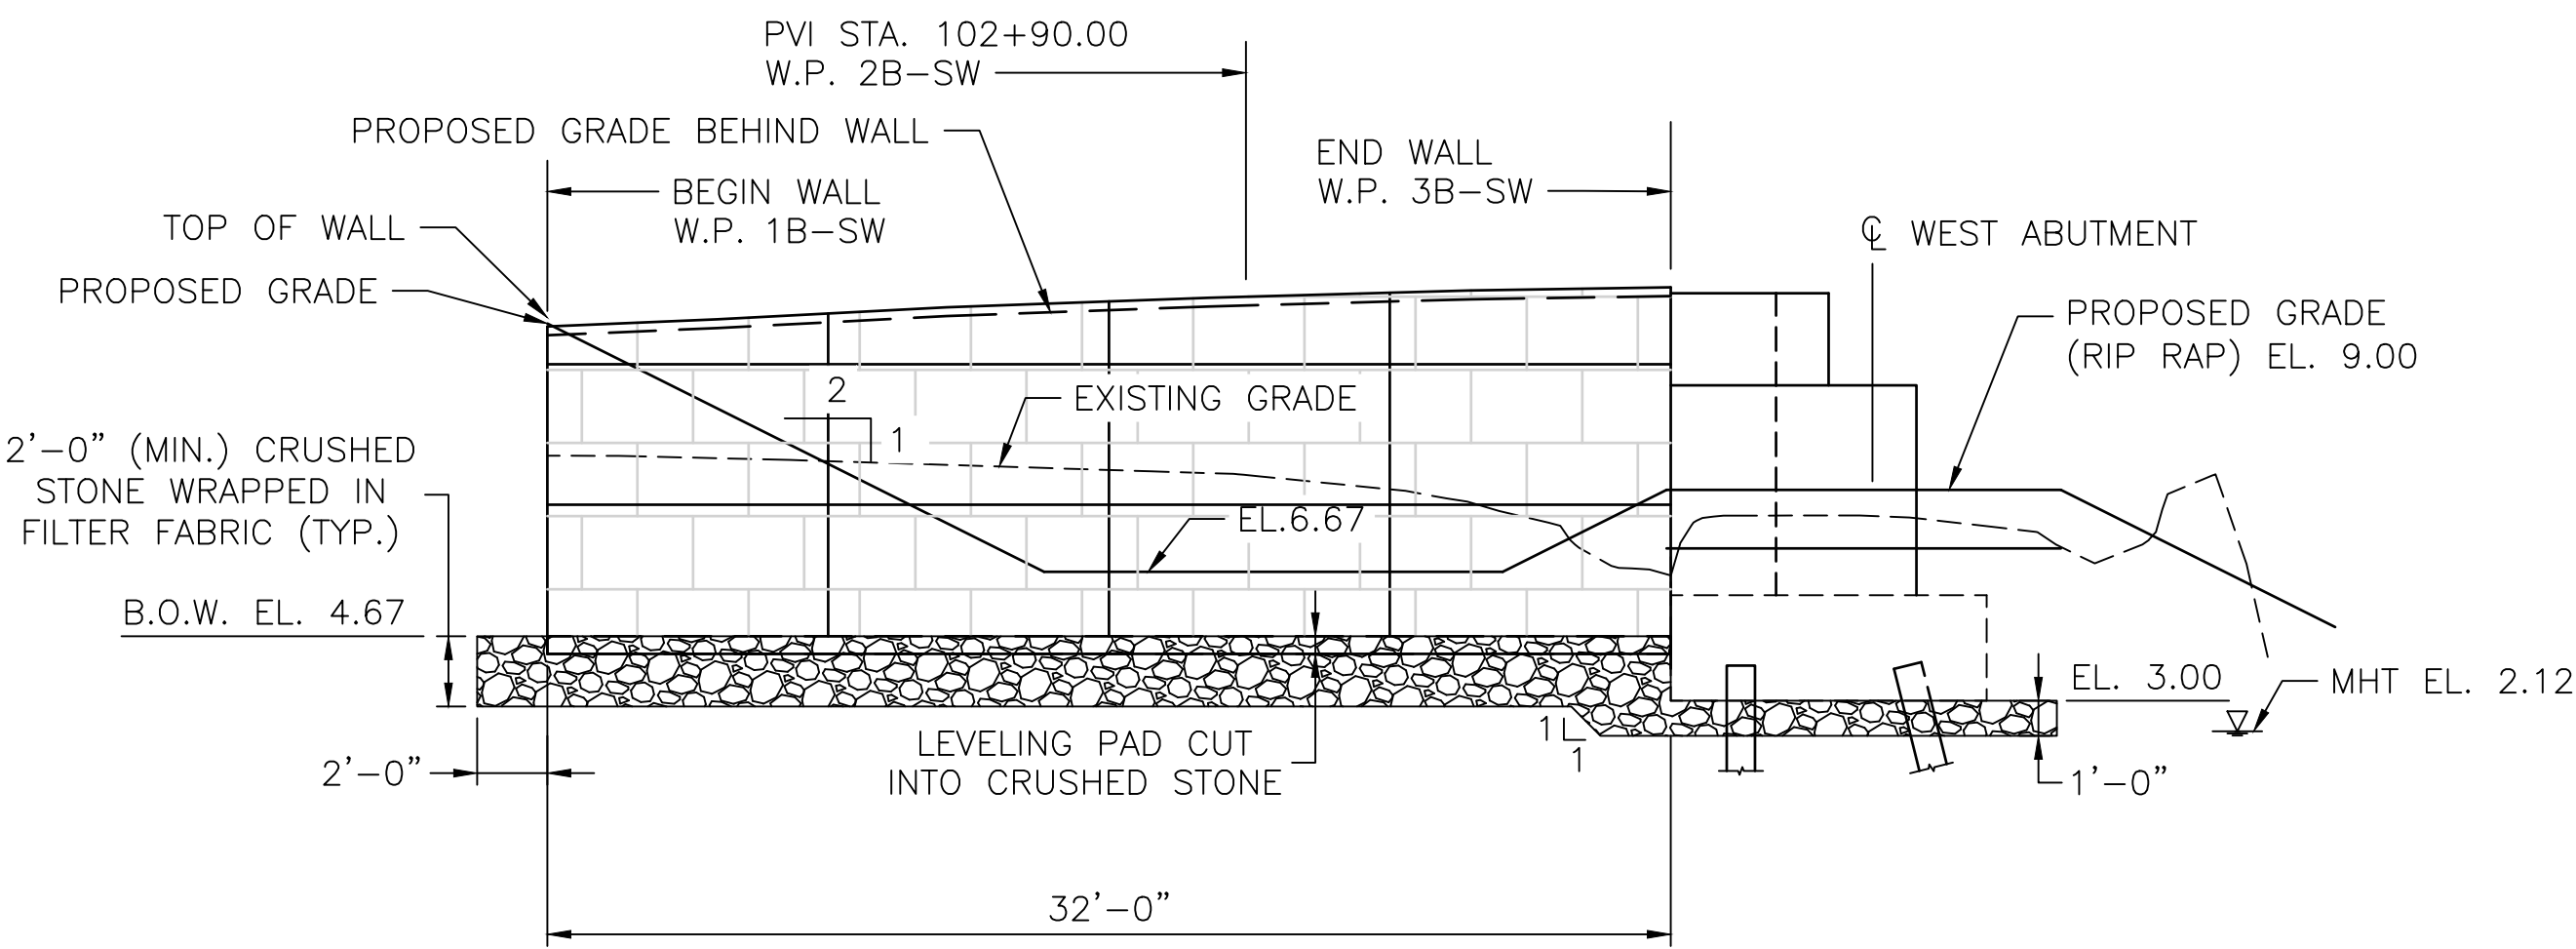 PVI STA. 102+90.00
W.P. 2B-SW
PROPOSED GRADE BEHIND WALL
END WALL
W.P. 3B-SW
BEGIN WALL
W.P. 1B-SW
TOP OF WALL
℄ WEST ABUTMENT
PROPOSED GRADE
PROPOSED GRADE
(RIP RAP) EL. 9.00
2
1
EXISTING GRADE
2'-0" (MIN.) CRUSHED
STONE WRAPPED IN
FILTER FABRIC (TYP.)
EL.6.67
B.O.W. EL. 4.67
EL. 3.00
MHT EL. 2.12
LEVELING PAD CUT
INTO CRUSHED STONE
1
1
2'-0"
1'-0"
32'-0"